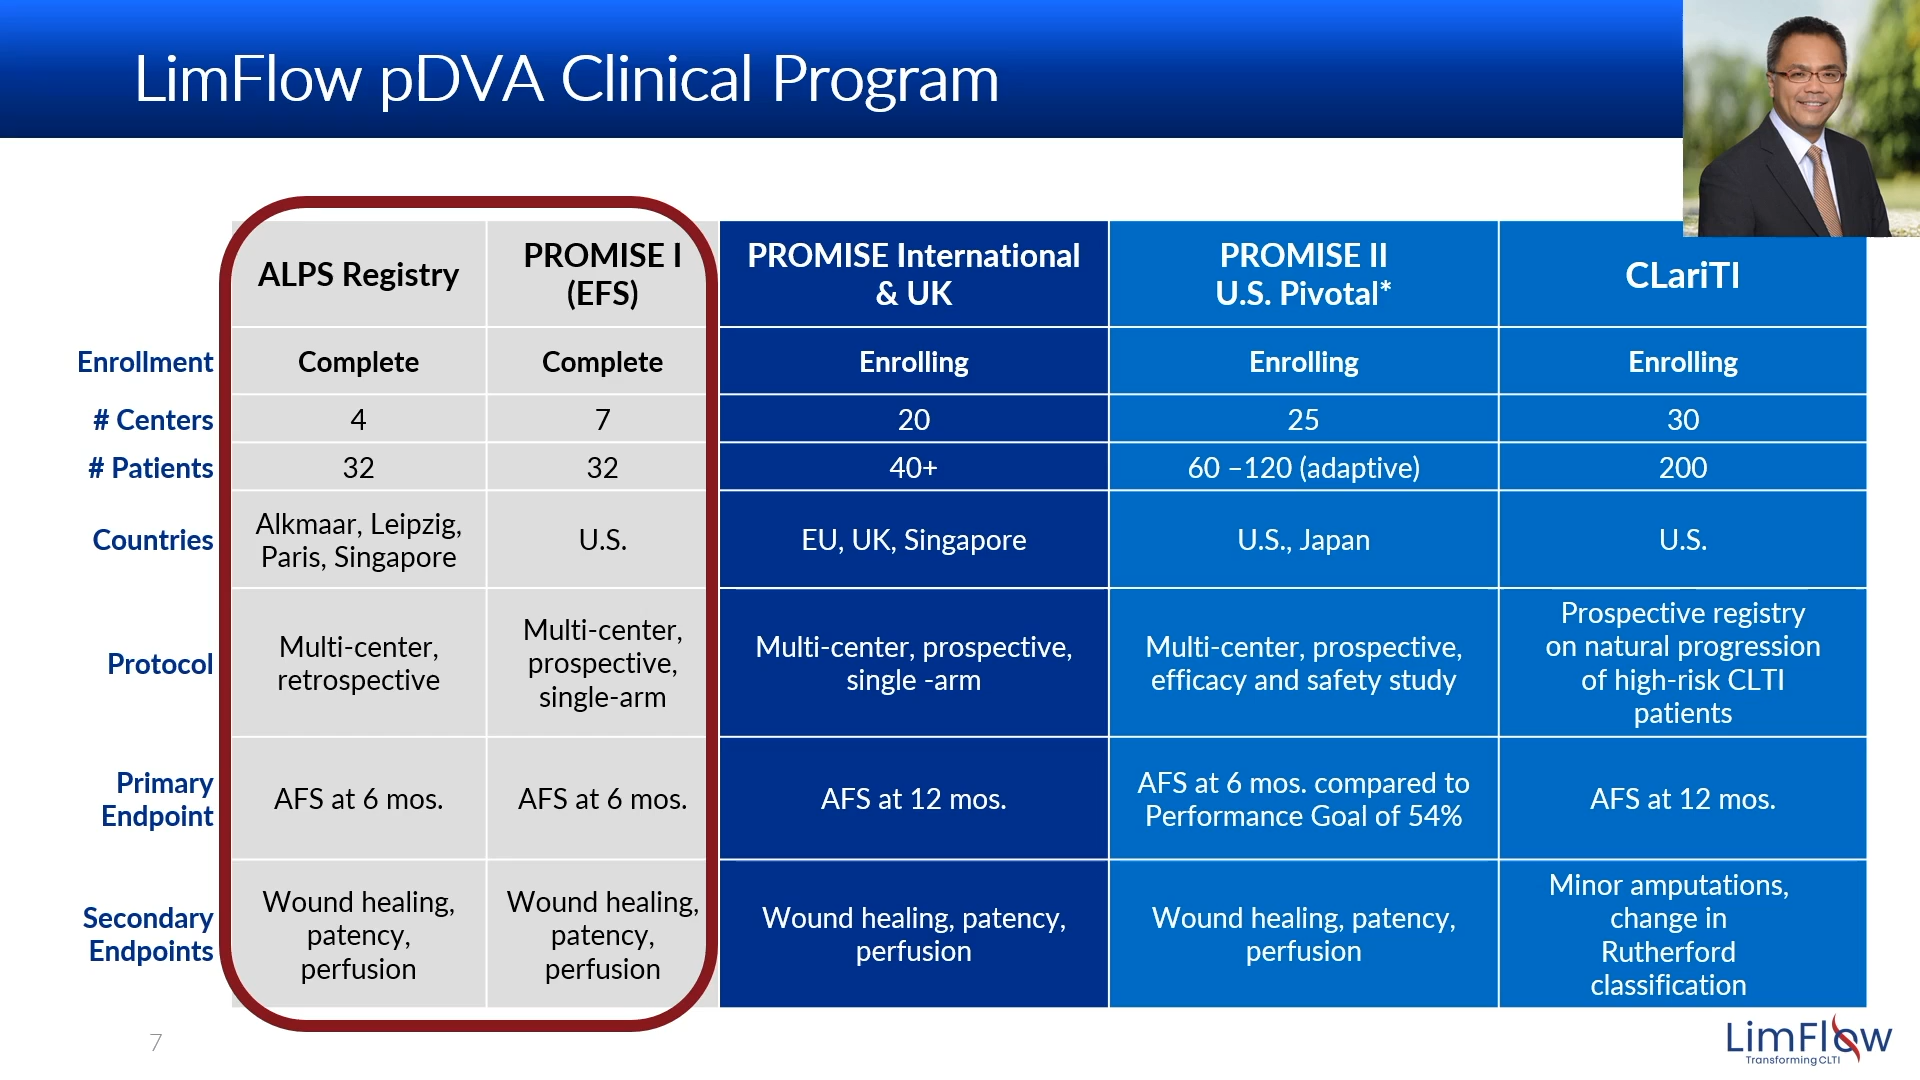 LimFlow pDVA Clinical Program
ALPS Registry
PROMISE I
(EFS)
PROMISE International
& UK
PROMISE II
U.S. Pivotal*
CLariTI
Enrollment
Complete
Complete
Enrolling
Enrolling
Enrolling
# Centers
4
7
20
25
30
# Patients
32
32
40+
60 –120 (adaptive)
200
Countries
Alkmaar, Leipzig,
Paris, Singapore
U.S.
EU, UK, Singapore
U.S., Japan
U.S.
Protocol
Multi-center,
retrospective
Multi-center,
prospective,
single-arm
Multi-center, prospective,
single -arm
Multi-center, prospective,
efficacy and safety study
Prospective registry
on natural progression
of high-risk CLTI
patients
Primary
Endpoint
AFS at 6 mos.
AFS at 6 mos.
AFS at 12 mos.
AFS at 6 mos. compared to
Performance Goal of 54%
AFS at 12 mos.
Secondary
Endpoints
Wound healing,
patency,
perfusion
Wound healing,
patency,
perfusion
Wound healing, patency,
perfusion
Wound healing, patency,
perfusion
Minor amputations,
change in
Rutherford
classification
7
LimFlow
Transforming CLTI